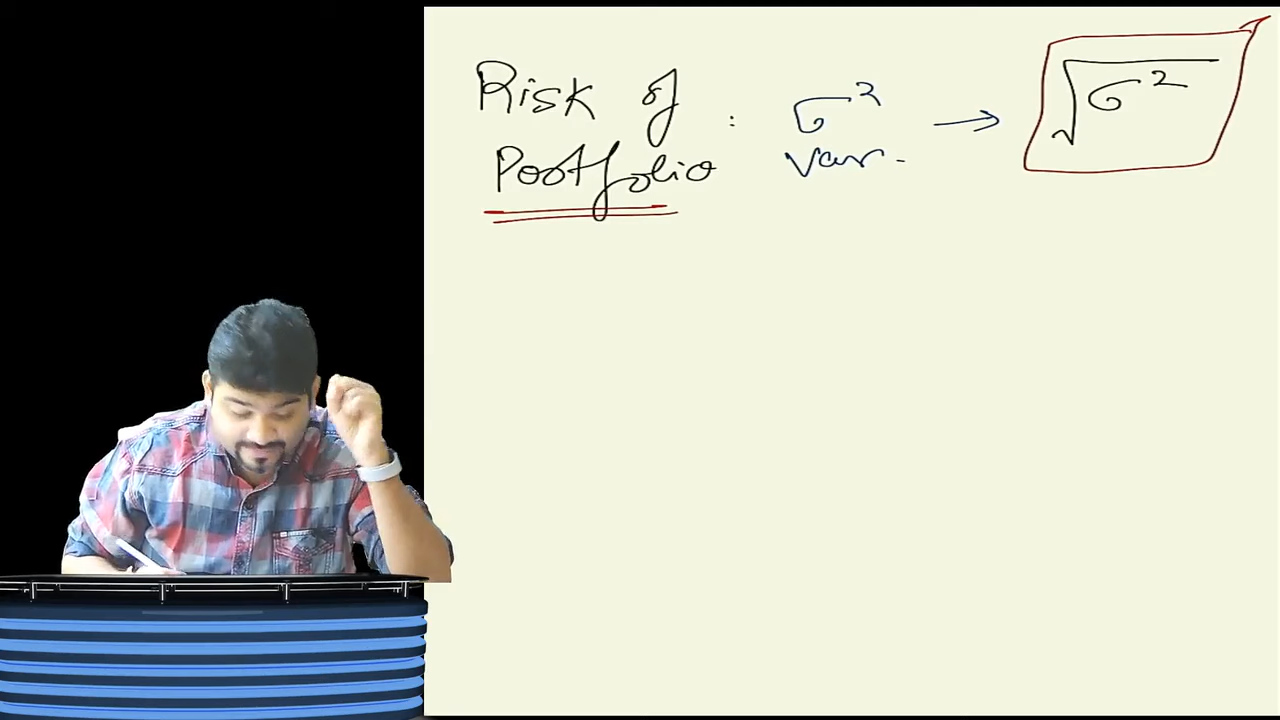 Risk of
Portfolio : σ² → √σ²
var.